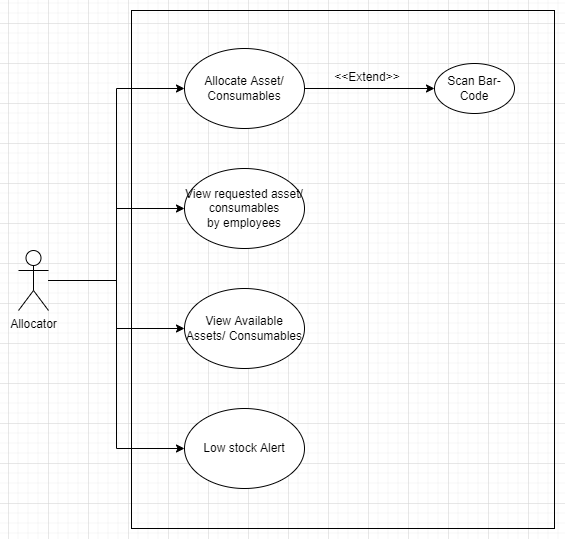 Allocate Asset/
Consumables
<<Extend>>
Scan Bar-
Code
View requested asset/
consumables
by employees
Allocator
View Available
Assets/ Consumables
Low stock Alert